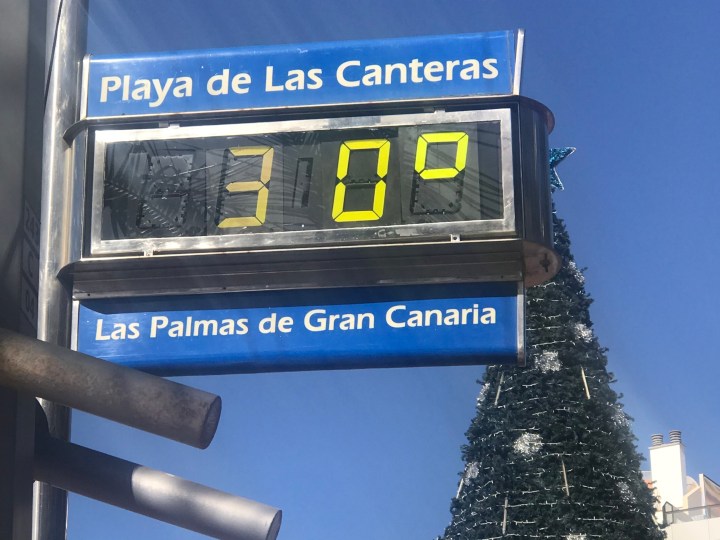 Playa de Las Canteras
30°
Las Palmas de Gran Canaria